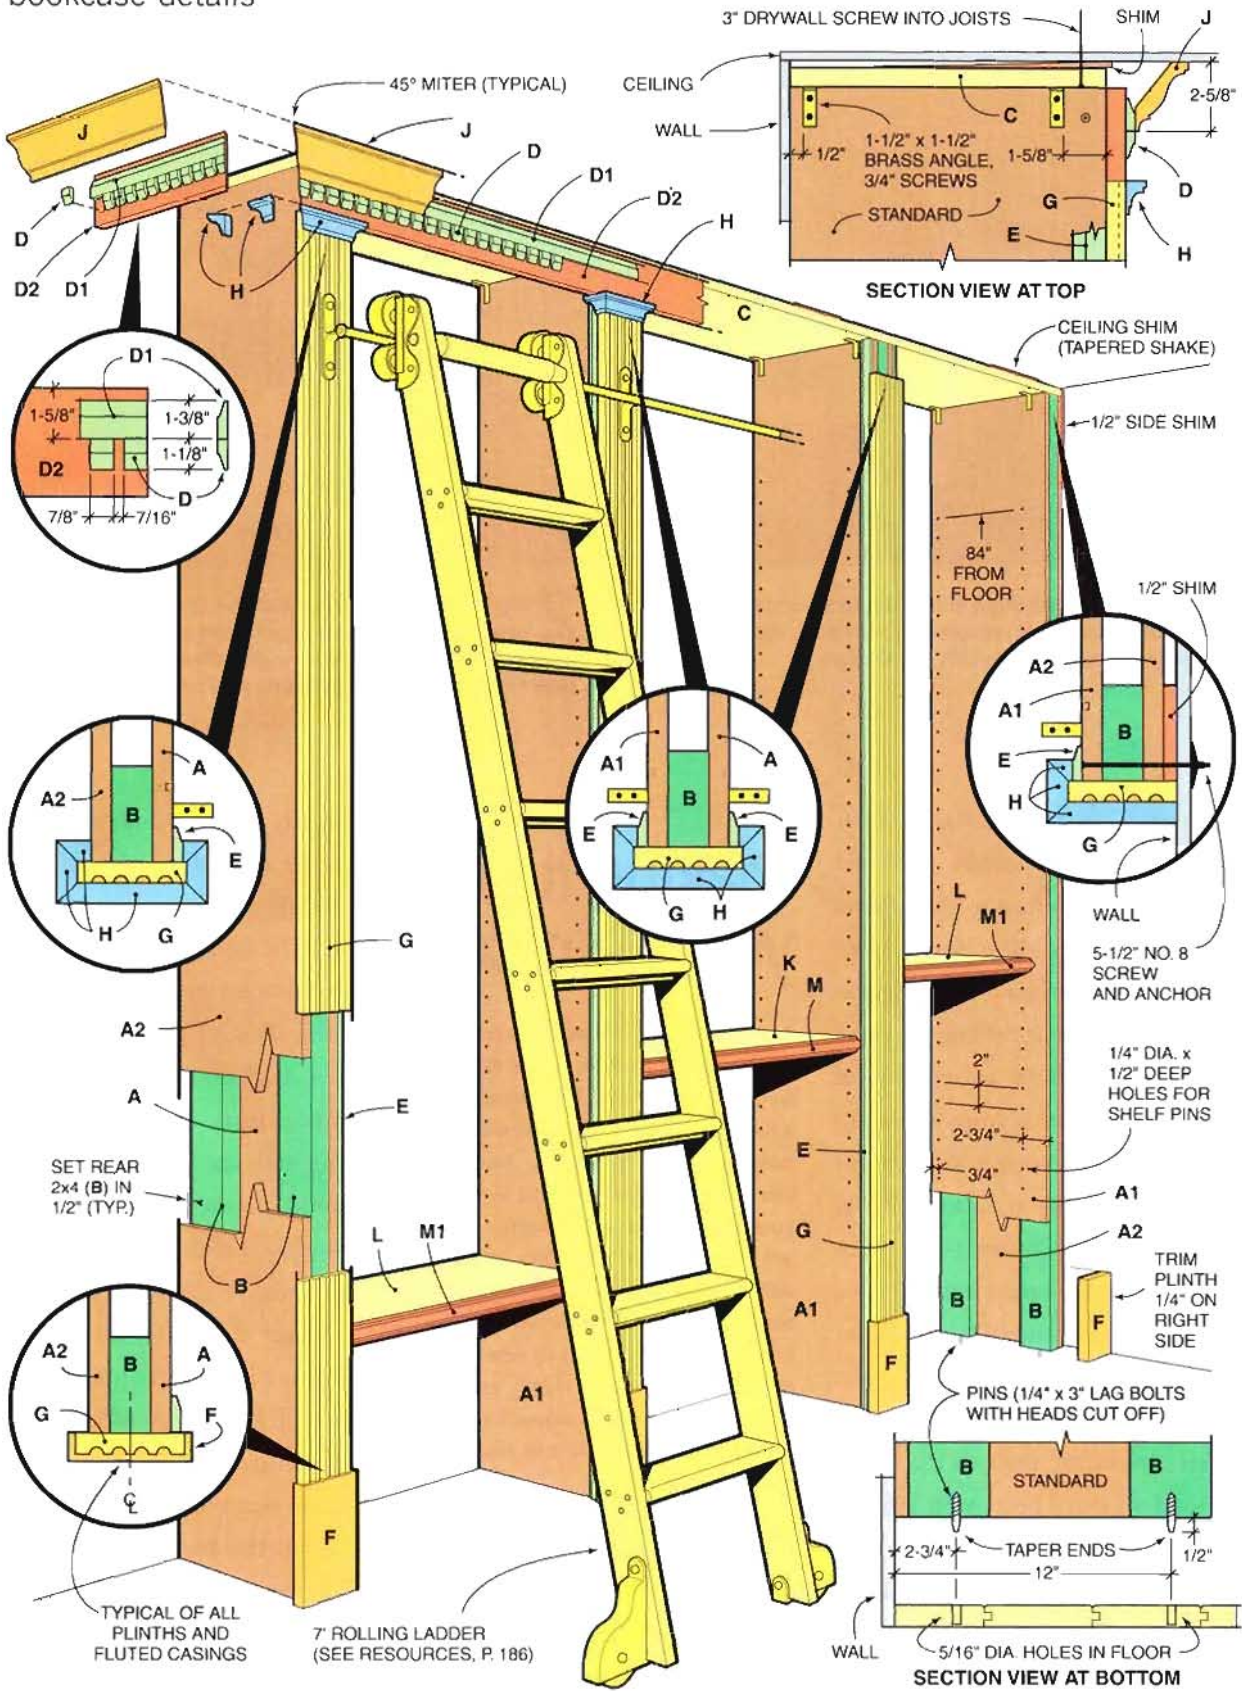 bookcase details
3" DRYWALL SCREW INTO JOISTS
SHIM
J
CEILING
2-5/8"
C
WALL
1/2"
1-1/2" x 1-1/2"
BRASS ANGLE,
3/4" SCREWS
1-5/8"
D
STANDARD
G
E
H
SECTION VIEW AT TOP
45º MITER (TYPICAL)
J
J
D
D1
D2
H
D
D2
D1
H
C
CEILING SHIM
(TAPERED SHAKE)
1/2" SIDE SHIM
D1
1-5/8"
1-3/8"
1-1/8"
D2
D
7/8"
7/16"
84"
FROM
FLOOR
1/2" SHIM
A2
A1
B
E
H
G
WALL
5-1/2" NO. 8
SCREW
AND ANCHOR
A
A2
B
E
H
G
A1
A
B
E
E
G
H
G
L
M1
K
M
A2
A
E
SET REAR
2x4 (B) IN
1/2" (TYP.)
B
L
M1
2"
1/4" DIA. x
1/2" DEEP
HOLES FOR
SHELF PINS
2-3/4"
3/4"
E
A1
G
A2
A1
B
B
F
TRIM
PLINTH
1/4" ON
RIGHT
SIDE
F
A2
B
A
G
F
CL
A1
F
PINS (1/4" x 3" LAG BOLTS
WITH HEADS CUT OFF)
B
STANDARD
B
2-3/4"
TAPER ENDS
1/2"
12"
WALL
5/16" DIA. HOLES IN FLOOR
SECTION VIEW AT BOTTOM
TYPICAL OF ALL
PLINTHS AND
FLUTED CASINGS
7' ROLLING LADDER
(SEE RESOURCES, P. 186)